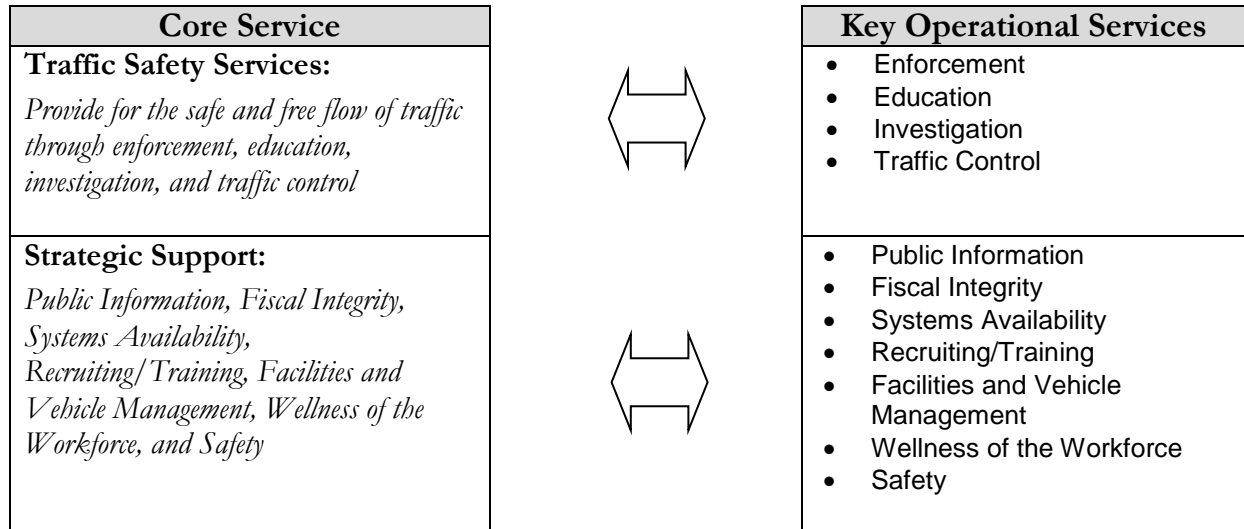 Core Service
Traffic Safety Services:
Provide for the safe and free flow of traffic
through enforcement, education,
investigation, and traffic control
Strategic Support:
Public Information, Fiscal Integrity,
Systems Availability,
Recruiting/Training, Facilities and
Vehicle Management, Wellness of the
Workforce, and Safety
Key Operational Services
• Enforcement
• Education
• Investigation
• Traffic Control
• Public Information
• Fiscal Integrity
• Systems Availability
• Recruiting/Training
• Facilities and Vehicle
Management
• Wellness of the Workforce
• Safety